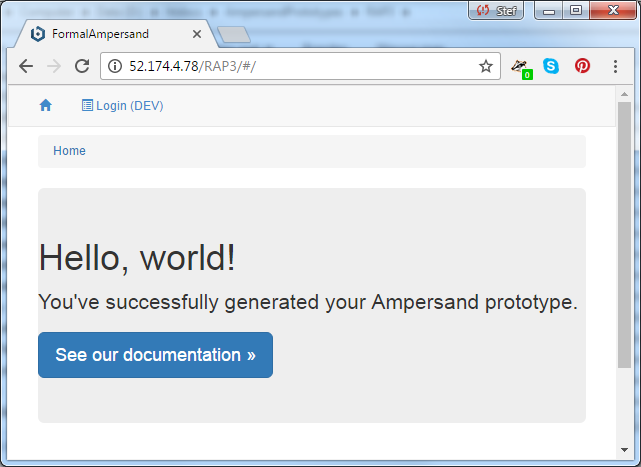 Stef
FormalAmpersand
52.174.4.78/RAP3/#/
0
Login (DEV)
Home
Hello, world!
You've successfully generated your Ampersand prototype.
See our documentation »